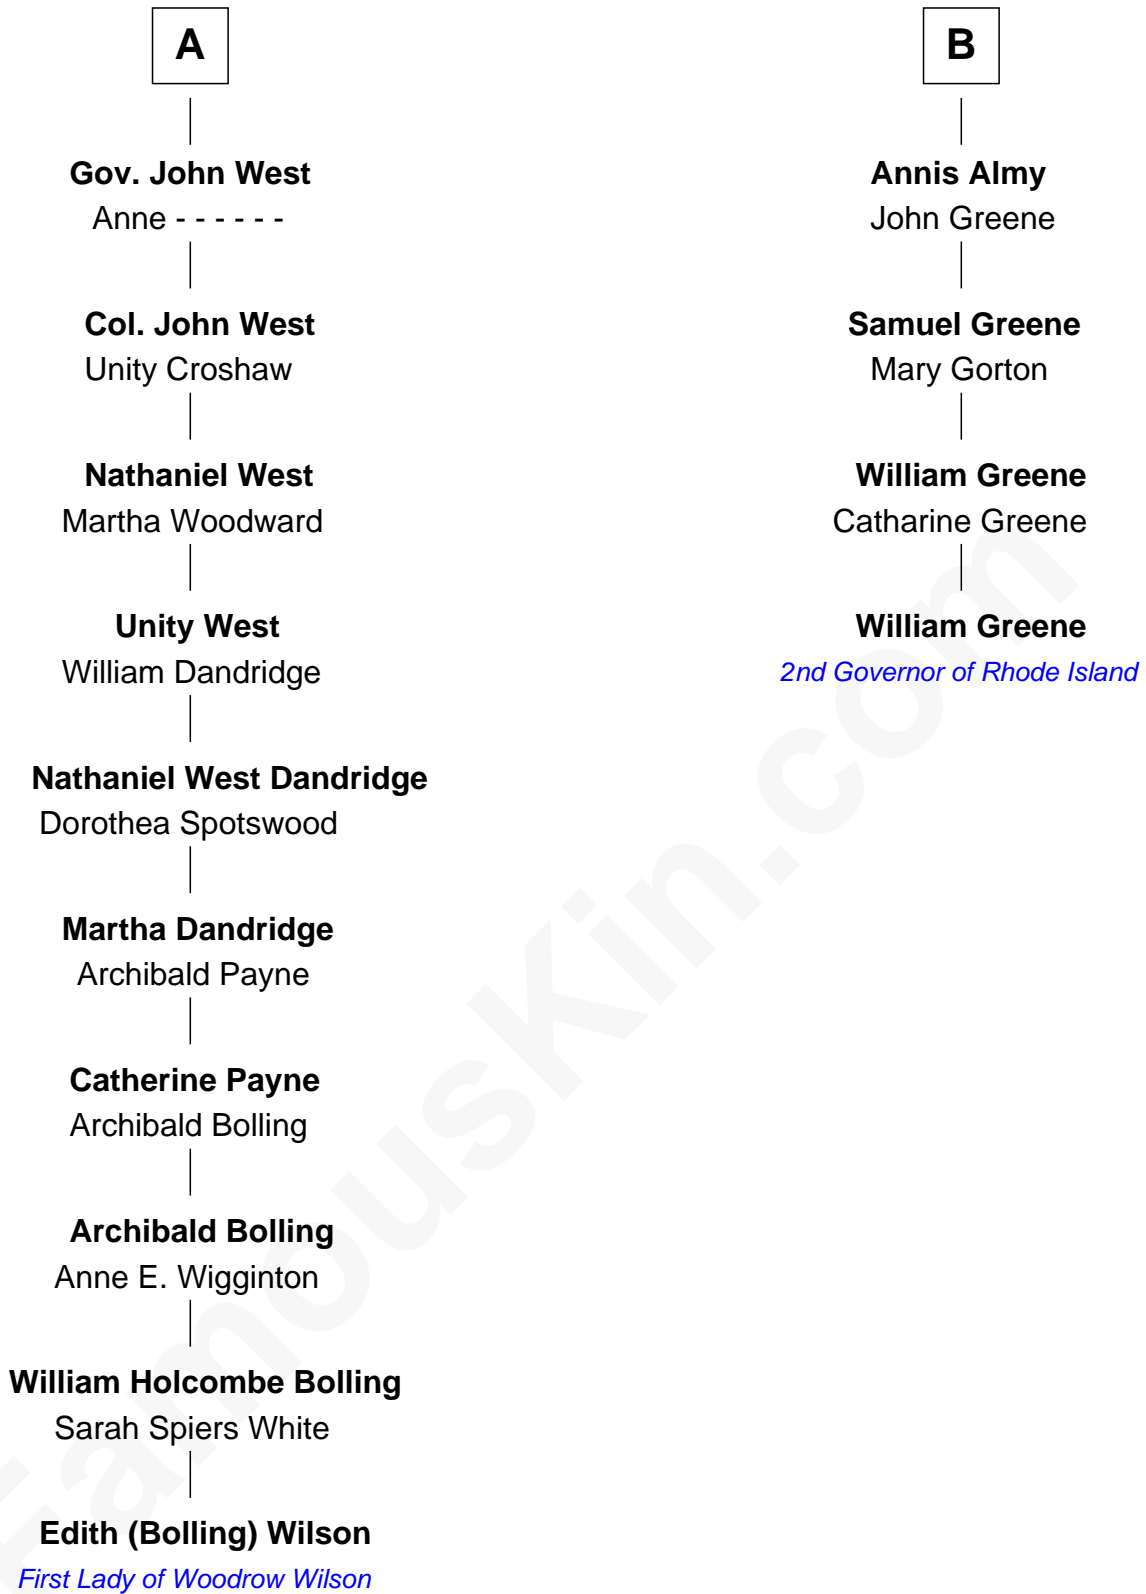 A
Gov. John West
Anne - - - - - -
Col. John West
Unity Croshaw
Nathaniel West
Martha Woodward
Unity West
William Dandridge
Nathaniel West Dandridge
Dorothea Spotswood
Martha Dandridge
Archibald Payne
Catherine Payne
Archibald Bolling
Archibald Bolling
Anne E. Wigginton
William Holcombe Bolling
Sarah Spiers White
Edith (Bolling) Wilson
First Lady of Woodrow Wilson
B
Annis Almy
John Greene
Samuel Greene
Mary Gorton
William Greene
Catharine Greene
William Greene
2nd Governor of Rhode Island
FamousKin.com